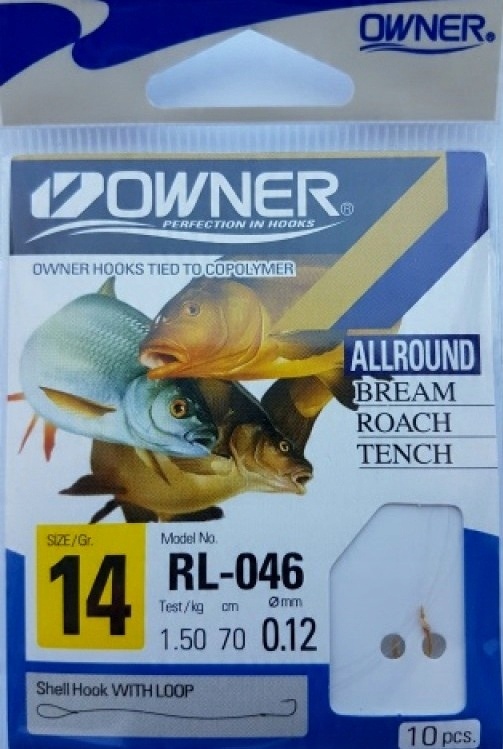 OWNER®
OWNER®
PERFECTION IN HOOKS
OWNER HOOKS TIED TO COPOLYMER
ALLROUND
BREAM
ROACH
TENCH
SIZE/Gr.
14
Model No.
RL-046
Test/kg cm Ømm
1.50 70 0.12
Shell Hook WITH LOOP
10 pcs.